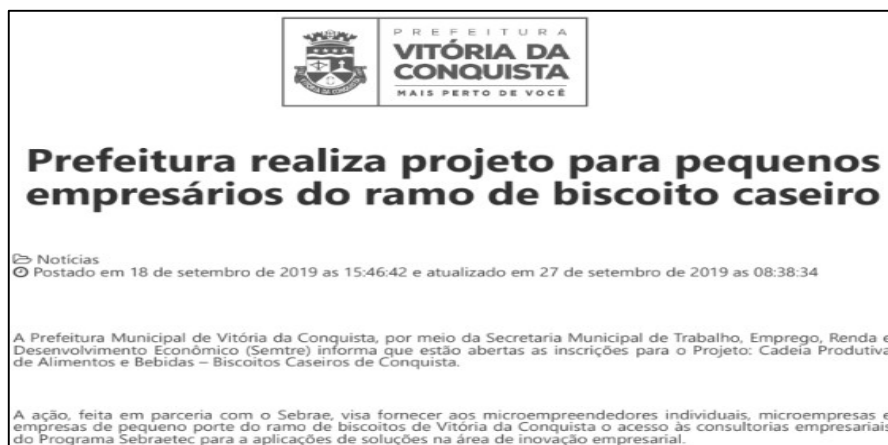 PREFEITURA
VITÓRIA DA
CONQUISTA
MAIS PERTO DE VOCÊ
Prefeitura realiza projeto para pequenos
empresários do ramo de biscoito caseiro
Notícias
Postado em 18 de setembro de 2019 as 15:46:42 e atualizado em 27 de setembro de 2019 as 08:38:34
A Prefeitura Municipal de Vitória da Conquista, por meio da Secretaria Municipal de Trabalho, Emprego, Renda e
Desenvolvimento Econômico (Semtre) informa que estão abertas as inscrições para o Projeto: Cadeia Produtiva
de Alimentos e Bebidas – Biscoitos Caseiros de Conquista.
A ação, feita em parceria com o Sebrae, visa fornecer aos microempreendedores individuais, microempresas e
empresas de pequeno porte do ramo de biscoitos de Vitória da Conquista o acesso às consultorias empresariais
do Programa Sebraetec para a aplicações de soluções na área de inovação empresarial.